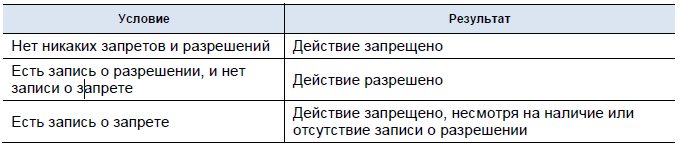 Условие Результат
Нет никаких запретов и разрешений Действие запрещено
Есть запись о разрешении, и нет
записи о запрете
Действие разрешено
Есть запись о запрете
Действие запрещено, несмотря на наличие или
отсутствие записи о разрешении